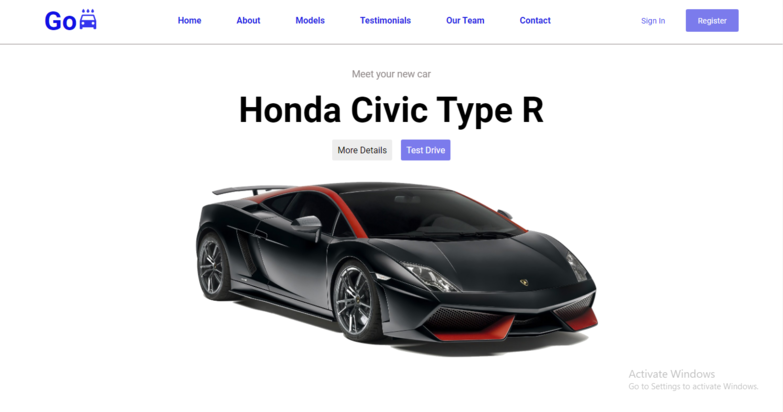 Go
Home About Models Testimonials Our Team Contact Sign In Register
Meet your new car
Honda Civic Type R
More Details Test Drive
Activate Windows
Go to Settings to activate Windows.